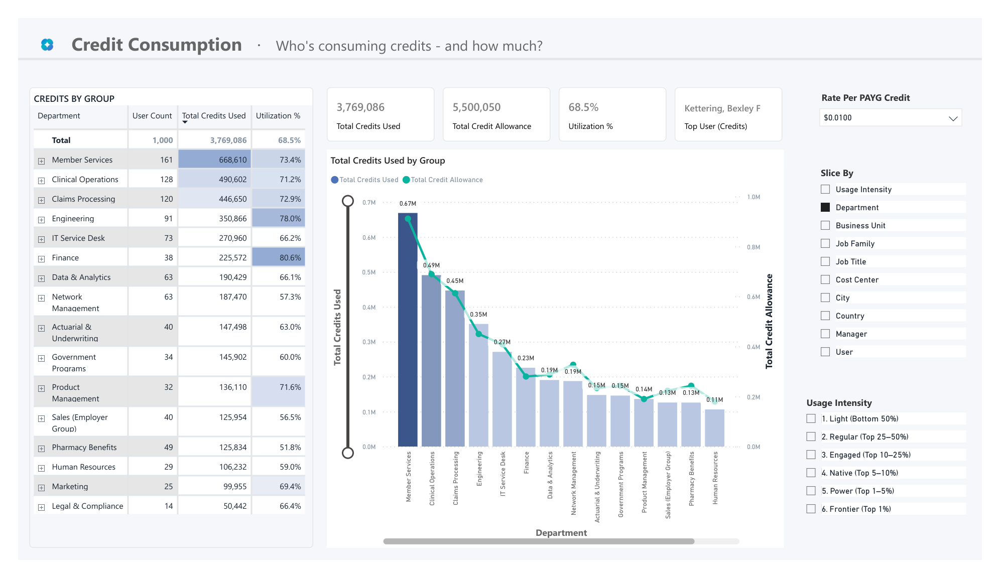 Credit Consumption · Who's consuming credits - and how much?
CREDITS BY GROUP
Department User Count Total Credits Used Utilization %
Total 1,000 3,769,086 68.5%
Member Services 161 668,610 73.4%
Clinical Operations 128 490,602 71.2%
Claims Processing 120 446,650 72.9%
Engineering 91 350,866 78.0%
IT Service Desk 73 270,960 66.2%
Finance 38 225,572 80.6%
Data & Analytics 63 190,429 66.1%
Network 63 187,470 57.3%
Management
Actuarial & 40 147,498 63.0%
Underwriting
Government 34 145,902 60.0%
Programs
Product 32 136,110 71.6%
Management
Sales (Employer 40 125,954 56.5%
Group)
Pharmacy Benefits 49 125,834 51.8%
Human Resources 29 106,232 59.0%
Marketing 25 99,955 69.4%
Legal & Compliance 14 50,442 66.4%
3,769,086
Total Credits Used
5,500,050
Total Credit Allowance
68.5%
Utilization %
Kettering, Bexley F
Top User (Credits)
Total Credits Used by Group
Total Credits Used Total Credit Allowance
Total Credits Used
0.7M
0.6M
0.5M
0.4M
0.3M
0.2M
0.1M
0.0M
0.67M
0.49M
0.45M
0.35M
0.27M
0.23M
0.19M
0.19M
0.15M
0.15M
0.14M
0.13M
0.13M
0.11M
1.0M
0.8M
0.6M
0.4M
0.2M
0.0M
Total Credit Allowance
Member Services
Clinical Operations
Claims Processing
Engineering
IT Service Desk
Finance
Data & Analytics
Network Management
Actuarial & Underwriting
Government Programs
Product Management
Sales (Employer Group)
Pharmacy Benefits
Human Resources
Department
Rate Per PAYG Credit
$0.0100
Slice By
Usage Intensity
Department
Business Unit
Job Family
Job Title
Cost Center
City
Country
Manager
User
Usage Intensity
1. Light (Bottom 50%)
2. Regular (Top 25–50%)
3. Engaged (Top 10–25%)
4. Native (Top 5–10%)
5. Power (Top 1–5%)
6. Frontier (Top 1%)